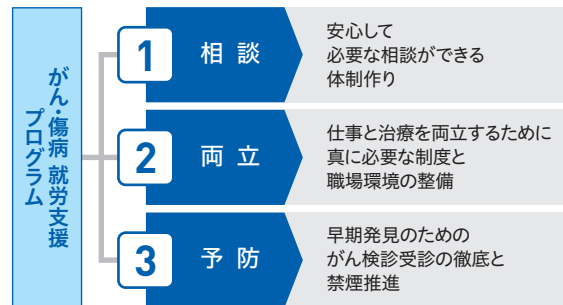 がん・傷病 就労支援
プログラム
1
相談
安心して
必要な相談ができる
体制作り
2
両立
仕事と治療を両立するために
真に必要な制度と
職場環境の整備
3
予防
早期発見のための
がん検診受診の徹底と
禁煙推進